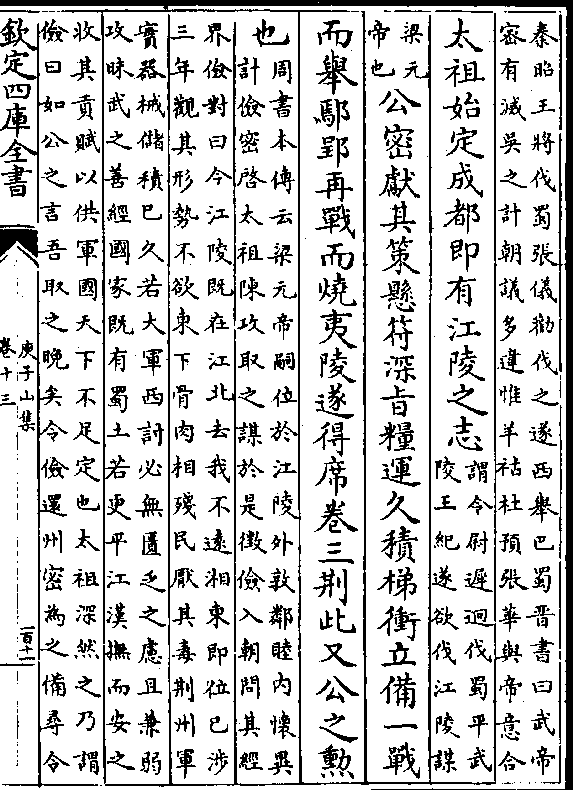 秦昭王將伐蜀張儀勸伐之遂西舉巴蜀晉書曰武帝
密有滅吳之計朝議多違惟羊祜杜預張華與帝意合
太祖始定成都即有江陵之志
謂令尉遲迥伐蜀平武
陵王紀遂欲伐江陵謀
梁元
帝也
公密獻其策懸符深旨糧運久積梯衝立備一戰
而舉鄢郢再戰而燒夷陵遂得席卷三荆此又公之勲
也
周書本傳云梁元帝嗣位於江陵外敦鄰睦内懷異
計儉密啓太祖陳攻取之謀於是徵儉入朝問其經
界儉對曰今江陵既在江北去我不遠湘東即位已涉
三年觀其形勢不欲東下骨肉相殘民厭其毒荆州軍
實器械儲積已久若大軍西討必無匱乏之慮且兼弱
攻昧武之善經國家既有蜀土若更平江漢撫而安之
收其貢賦以供軍國天下不足定也太祖深然之乃謂
儉曰如公之言吾取之晚矣令儉還州密為之備尋令
欽定四庫全書
庾子山集
卷十三
一百十一